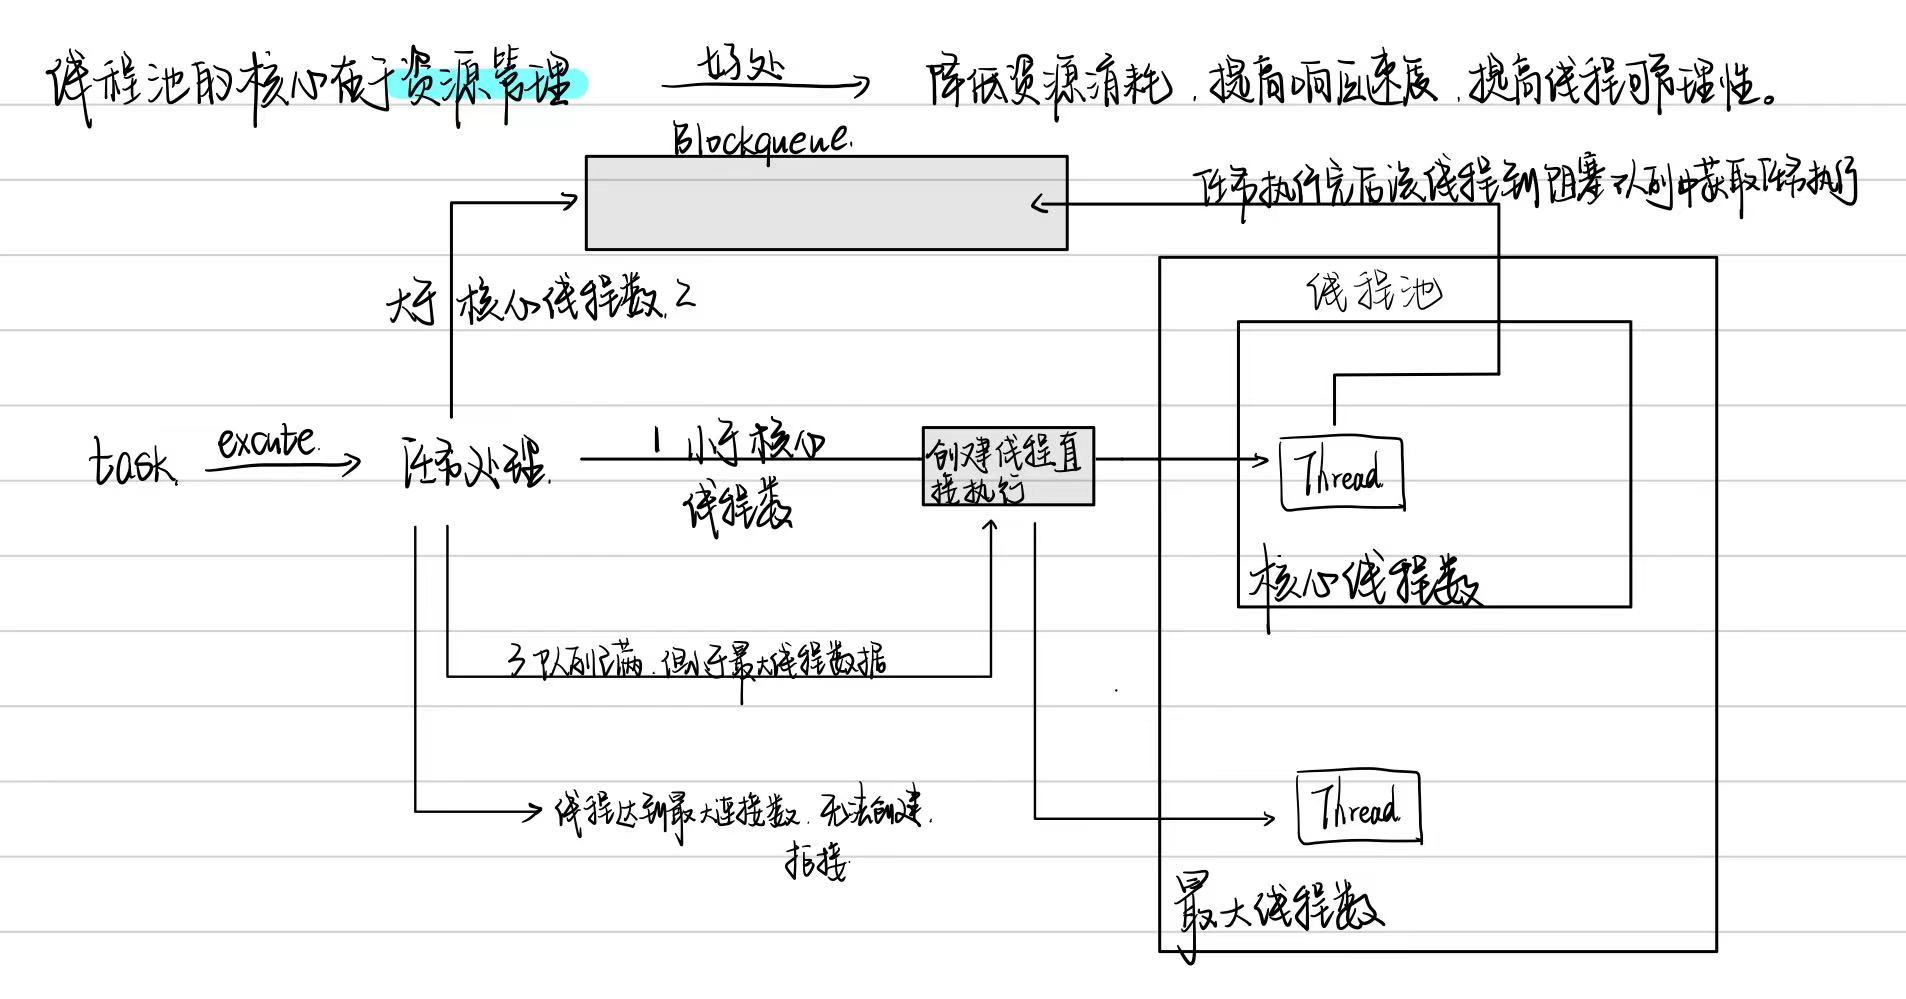 线程池的核心在于资源管理 好处 降低资源消耗，提高响应速度，提高线程可管理性。
Blockqueue.
任务执行完后该线程到阻塞队列中获取任务执行
线程池
大于核心线程数 2
task. excute. 任务处理.
1 小于核心
线程数
创建线程直
接执行
Thread
核心线程数
3 队列已满.但小于最大线程数据
线程达到最大连接数.无法创建.
拒接
Thread
最大线程数